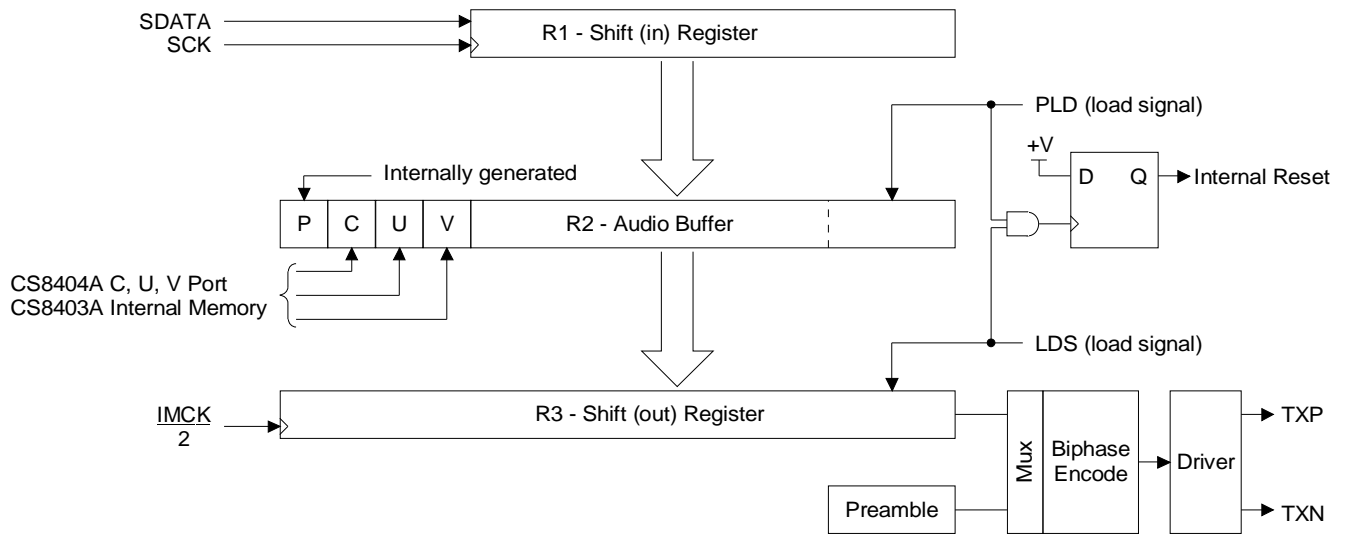 SDATA
SCK
R1 - Shift (in) Register
PLD (load signal)
+V
D Q
Internal Reset
Internally generated
P C U V
R2 - Audio Buffer
CS8404A C, U, V Port
CS8403A Internal Memory
LDS (load signal)
IMCK
2
R3 - Shift (out) Register
Mux
Biphase
Encode
Driver
TXP
TXN
Preamble